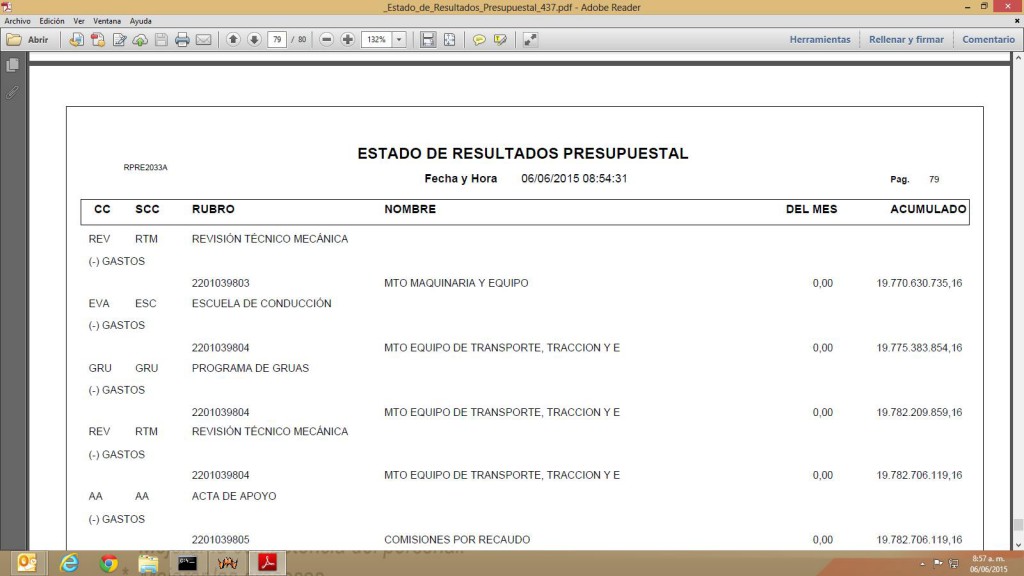 _Estado_de_Resultados_Presupuestal_437.pdf - Adobe Reader
Archivo Edición Ver Ventana Ayuda
Abrir 79 / 80 132% Herramientas Rellenar y firmar Comentario
ESTADO DE RESULTADOS PRESUPUESTAL
RPRE2033A
Fecha y Hora 06/06/2015 08:54:31
Pag. 79
CC SCC RUBRO NOMBRE DEL MES ACUMULADO
REV RTM REVISIÓN TÉCNICO MECÁNICA
(-) GASTOS
2201039803 MTO MAQUINARIA Y EQUIPO 0,00 19.770.630.735,16
EVA ESC ESCUELA DE CONDUCCIÓN
(-) GASTOS
2201039804 MTO EQUIPO DE TRANSPORTE, TRACCION Y E 0,00 19.775.383.854,16
GRU GRU PROGRAMA DE GRUAS
(-) GASTOS
2201039804 MTO EQUIPO DE TRANSPORTE, TRACCION Y E 0,00 19.782.209.859,16
REV RTM REVISIÓN TÉCNICO MECÁNICA
(-) GASTOS
2201039804 MTO EQUIPO DE TRANSPORTE, TRACCION Y E 0,00 19.782.706.119,16
AA AA ACTA DE APOYO
(-) GASTOS
2201039805 COMISIONES POR RECAUDO 0,00 19.782.706.119,16
8:57 a. m.
06/06/2015